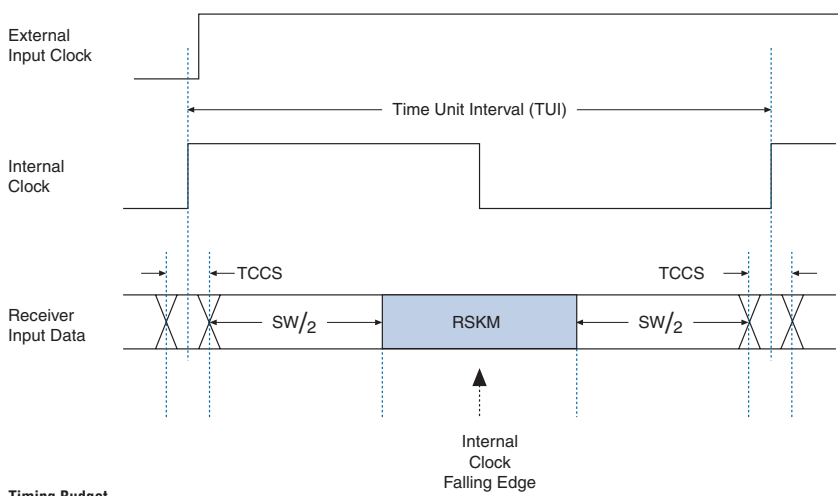 External
Input Clock
Time Unit Interval (TUI)
Internal
Clock
TCCS
TCCS
Receiver
Input Data
SW/2
RSKM
SW/2
Internal
Clock
Falling Edge
Timing Budget